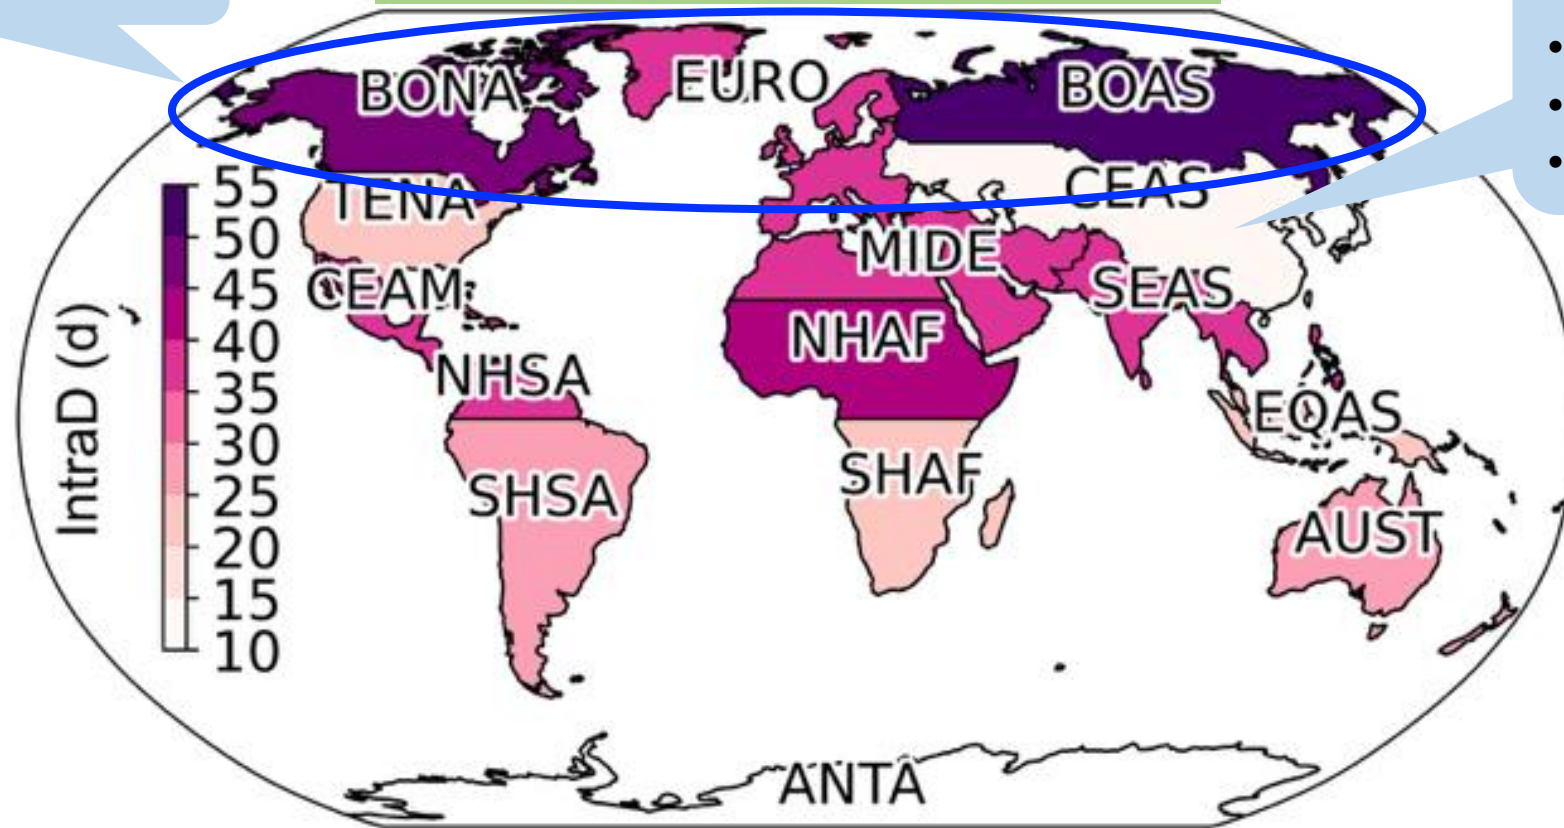 •
•
•
BONA EURO BOAS
TENA CEAS
CEAM MIDE SEAS
NHSA NHAF
EQAS
SHSA SHAF
AUST
ANTA
IntraD (d)
55
50
45
40
35
30
25
20
15
10